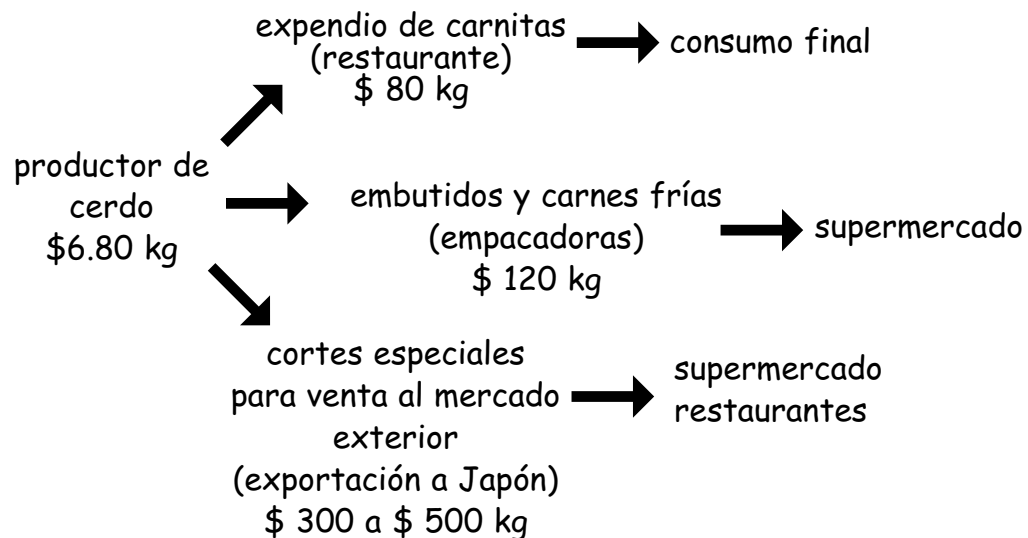 expendio de carnitas
(restaurante)
$ 80 kg
consumo final
productor de
cerdo
$6.80 kg
embutidos y carnes frías
(empacadoras)
$ 120 kg
supermercado
cortes especiales
para venta al mercado
exterior
(exportación a Japón)
$ 300 a $ 500 kg
supermercado
restaurantes